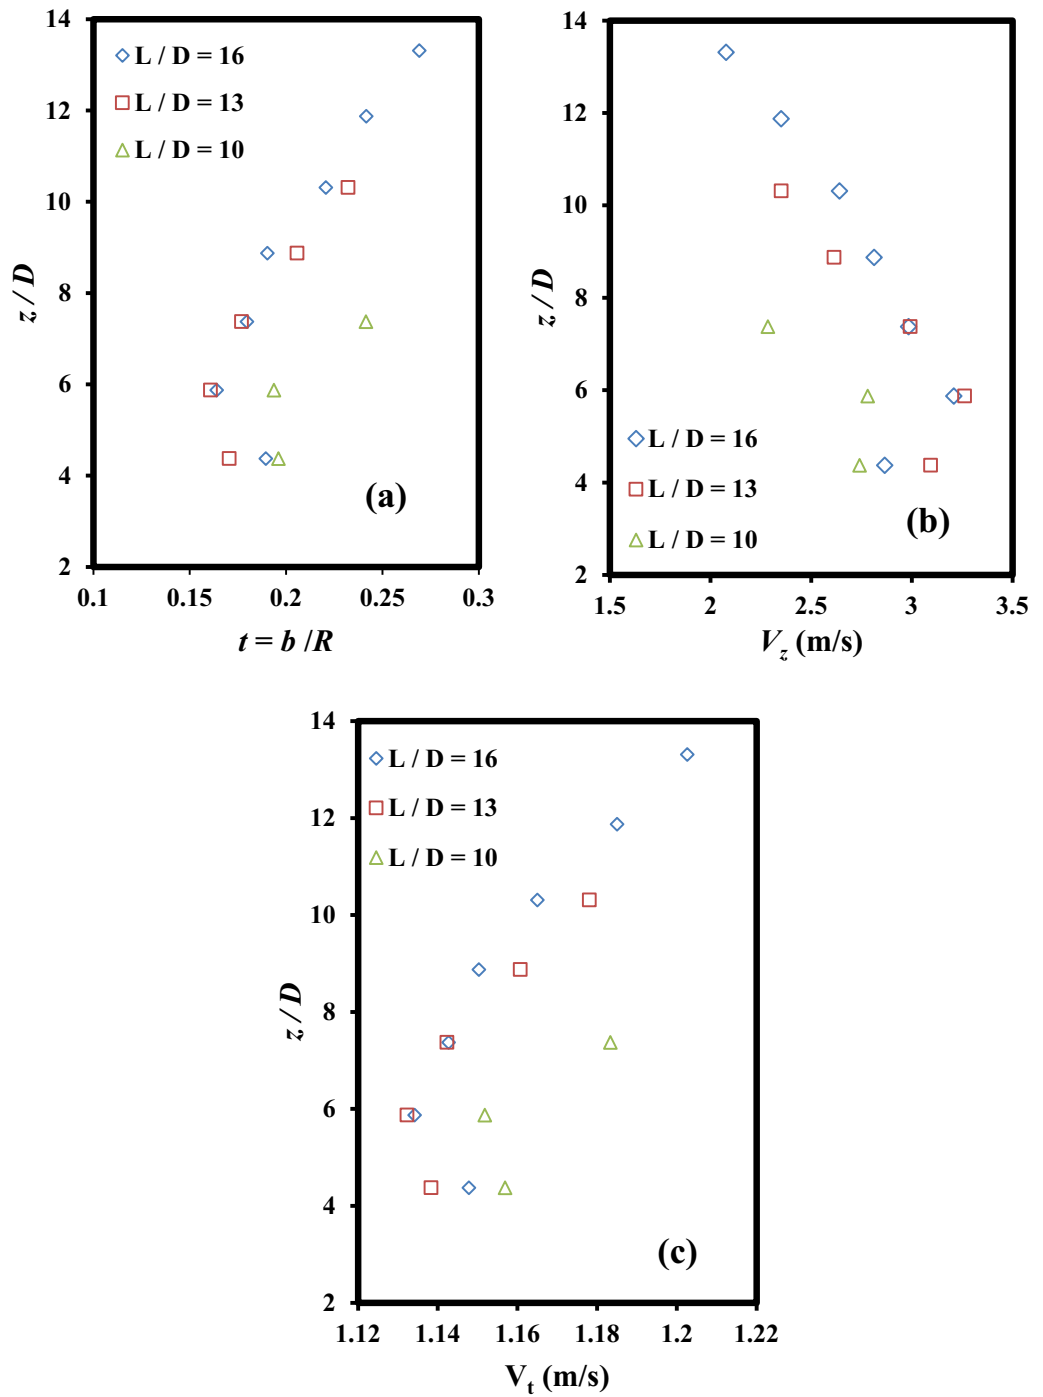 14
12
10
8
6
4
2
z / D
L / D = 16
L / D = 13
L / D = 10
(a)
0.1 0.15 0.2 0.25 0.3
t = b /R
14
12
10
8
6
4
2
z / D
L / D = 16
L / D = 13
L / D = 10
(b)
1.5 2 2.5 3 3.5
Vz (m/s)
14
12
10
8
6
4
2
z / D
L / D = 16
L / D = 13
L / D = 10
(c)
1.12 1.14 1.16 1.18 1.2 1.22
Vt (m/s)